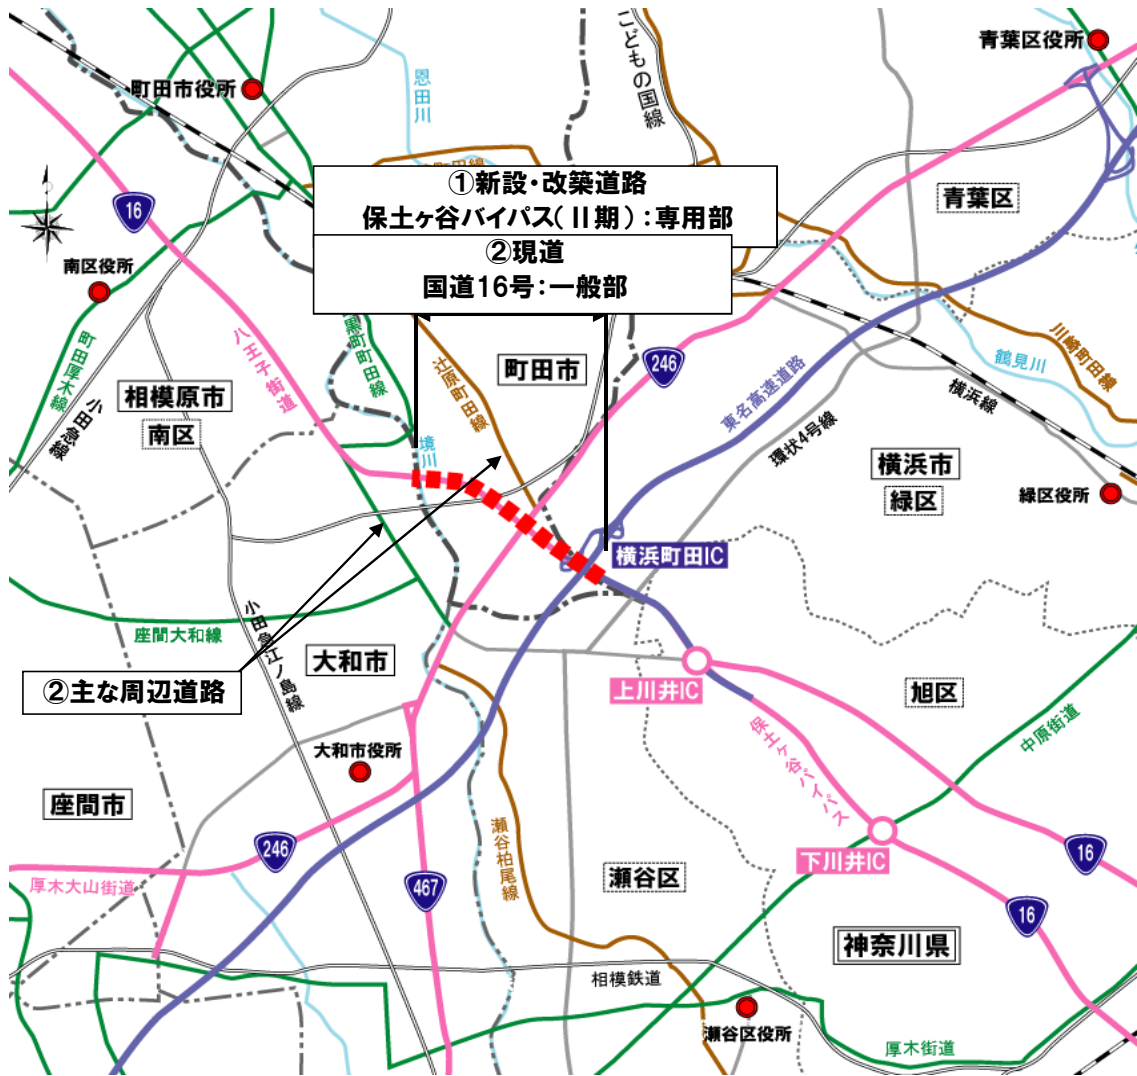 青葉区役所
町田市役所
恩田川
こどもの国線
①新設・改築道路
保土ヶ谷バイパス(Ⅱ期):専用部
②現道
国道16号:一般部
青葉区
16
南区役所
町田厚木線
八王子街道
小田急線
相模原市
南区
町田市
辻原町田線
境川
246
東名高速道路
環状4号線
鶴見川
川崎町田線
横浜線
横浜市
緑区
緑区役所
横浜町田IC
座間大和線
小田急江ノ島線
大和市
②主な周辺道路
上川井IC
旭区
中原街道
保土ヶ谷バイパス
大和市役所
座間市
246
厚木大山街道
467
瀬谷柏尾線
瀬谷区
下川井IC
16
16
神奈川県
相模鉄道
瀬谷区役所
厚木街道